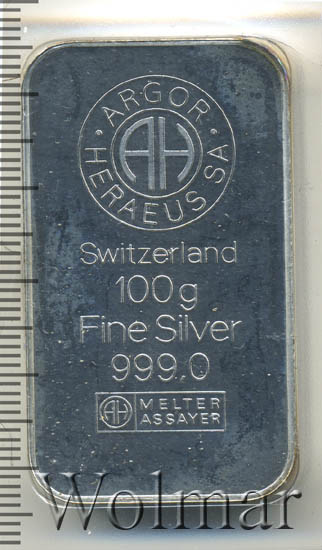 · ARGOR ·
HERAEUS SA
AH
Switzerland
100g
Fine Silver
999.0
AH MELTER
ASSAYER
Wolmar